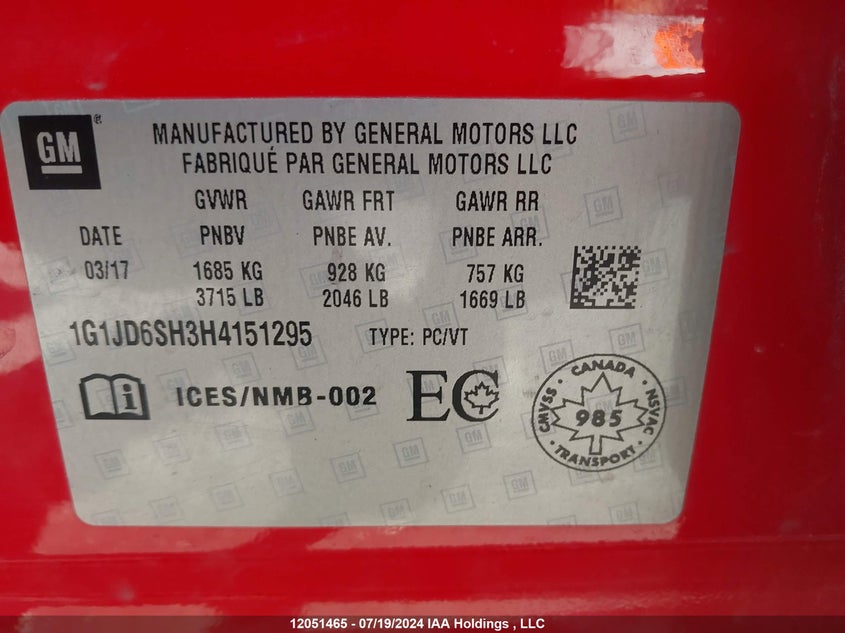 GM ®
MANUFACTURED BY GENERAL MOTORS LLC
FABRIQUÉ PAR GENERAL MOTORS LLC
GVWR GAWR FRT GAWR RR
DATE PNBV PNBE AV. PNBE ARR.
03/17 1685 KG 928 KG 757 KG
3715 LB 2046 LB 1669 LB
1G1JD6SH3H4151295 TYPE: PC/VT
i ICES/NMB-002 EC
CANADA
CMVSS 985 NSVAC
TRANSPORT
12051465 - 07/19/2024 IAA Holdings , LLC